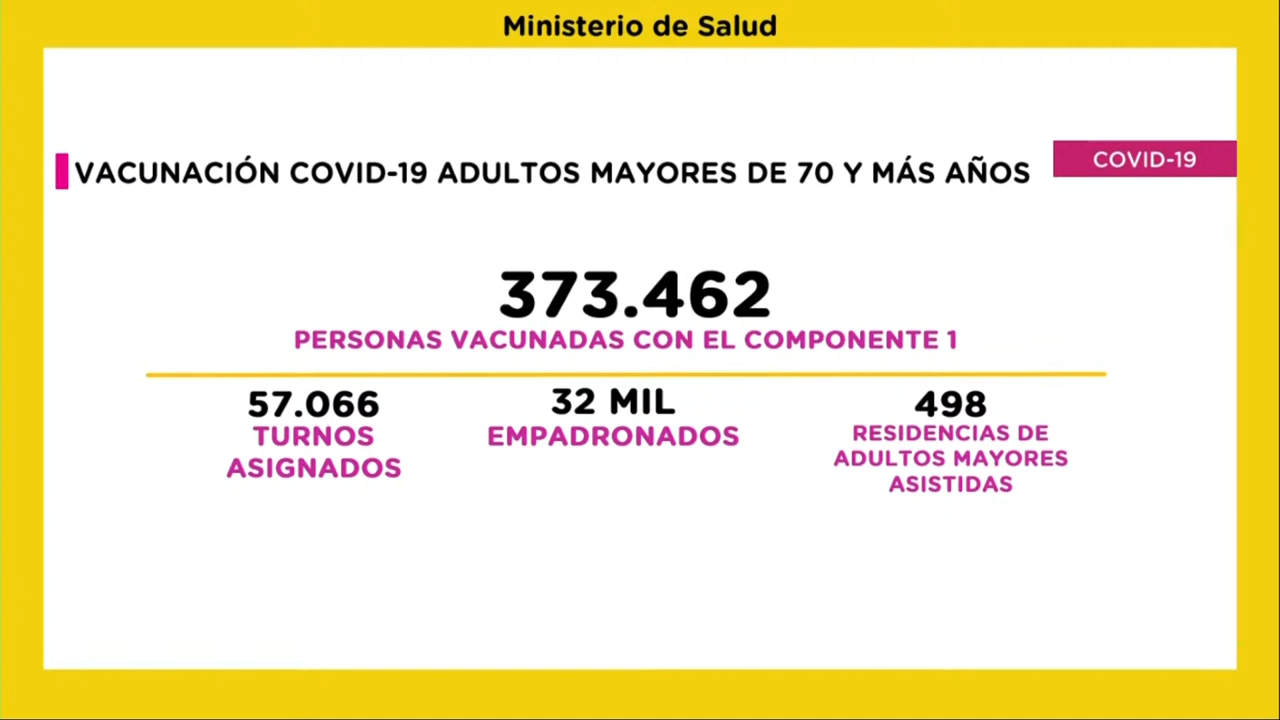 Ministerio de Salud
COVID-19
VACUNACIÓN COVID-19 ADULTOS MAYORES DE 70 Y MÁS AÑOS
373.462
PERSONAS VACUNADAS CON EL COMPONENTE 1
57.066
TURNOS
ASIGNADOS
32 MIL
EMPADRONADOS
498
RESIDENCIAS DE
ADULTOS MAYORES
ASISTIDAS